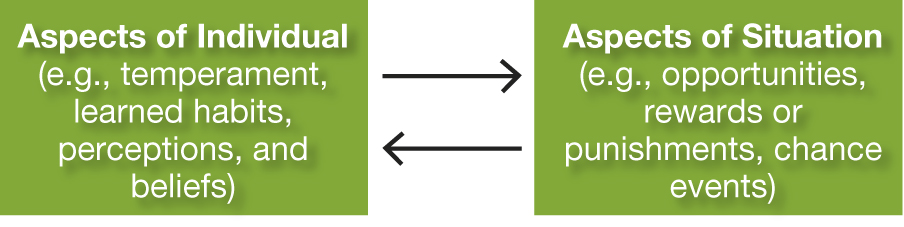 Aspects of Individual
(e.g., temperament,
learned habits,
perceptions, and
beliefs)
Aspects of Situation
(e.g., opportunities,
rewards or
punishments, chance
events)